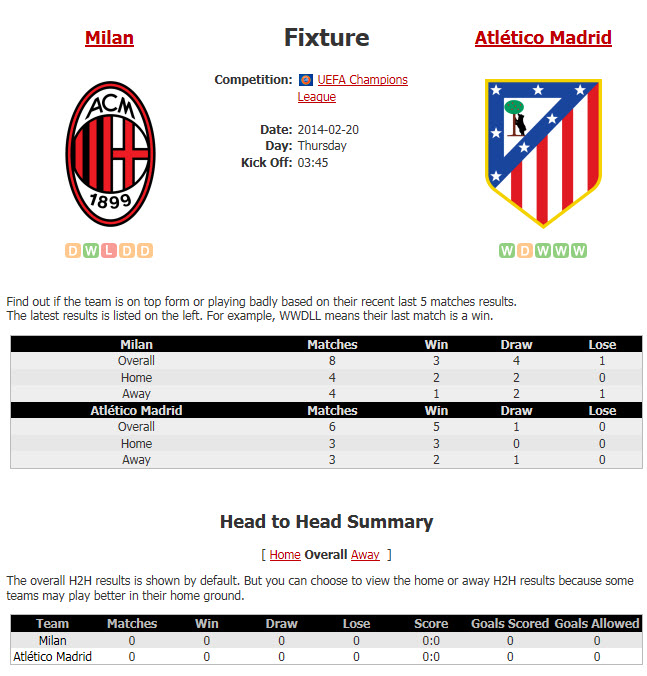 Milan
Fixture
Atlético Madrid
Competition: UEFA Champions
League
Date: 2014-02-20
Day: Thursday
Kick Off: 03:45
ACM
1899
D W L D D
W D W W W
Find out if the team is on top form or playing badly based on their recent last 5 matches results.
The latest results is listed on the left. For example, WWDLL means their last match is a win.
Milan Matches Win Draw Lose
Overall 8 3 4 1
Home 4 2 2 0
Away 4 1 2 1
Atlético Madrid Matches Win Draw Lose
Overall 6 5 1 0
Home 3 3 0 0
Away 3 2 1 0
Head to Head Summary
[ Home Overall Away ]
The overall H2H results is shown by default. But you can choose to view the home or away H2H results because some
teams may play better in their home ground.
Team Matches Win Draw Lose Score Goals Scored Goals Allowed
Milan 0 0 0 0 0:0 0 0
Atlético Madrid 0 0 0 0 0:0 0 0